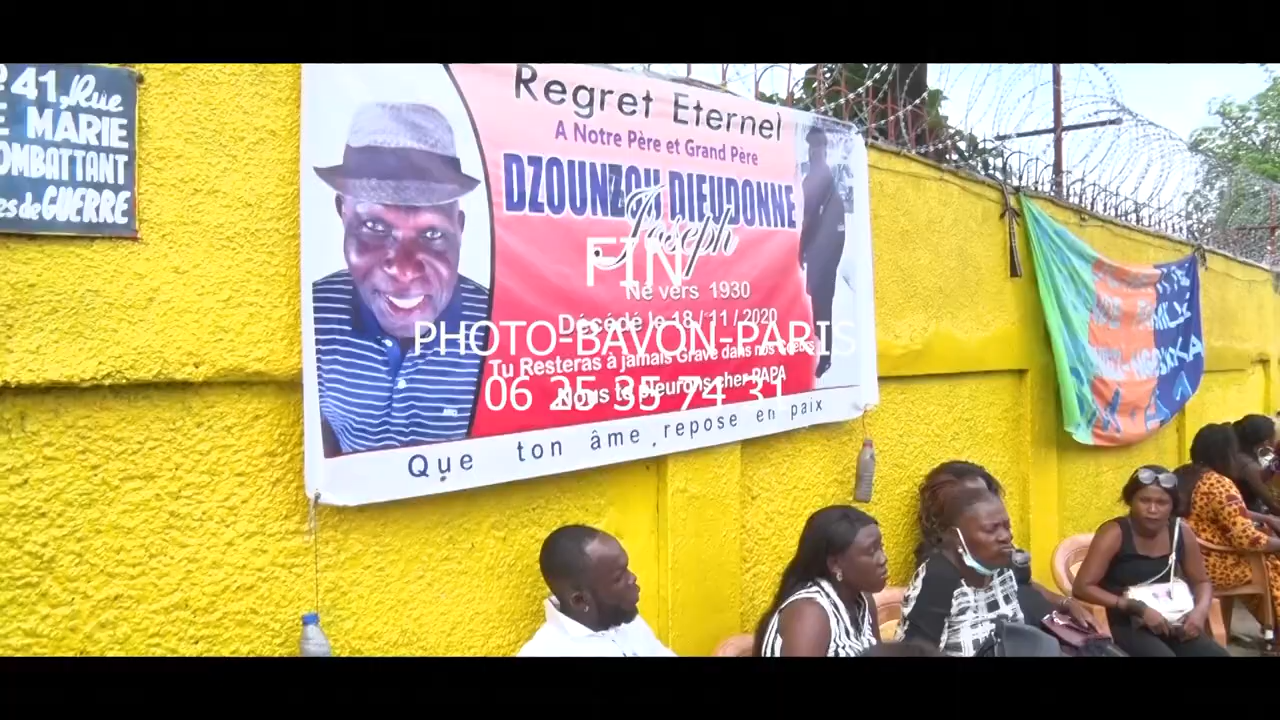 41, Rue
MARIE
COMBATTANT
es de GUERRE
Regret Eternel
A Notre Père et Grand Père
DZOUNZOU DIEUDONNE
Joseph
FIN
Né vers 1930
Décédé le 18 / 11 / 2020
PHOTO-BAVON-PARIS
Tu Resteras à jamais Gravé dans nos Coeurs
06 25 35 74 31
Nous te pleurons cher PAPA
Que ton âme repose en paix